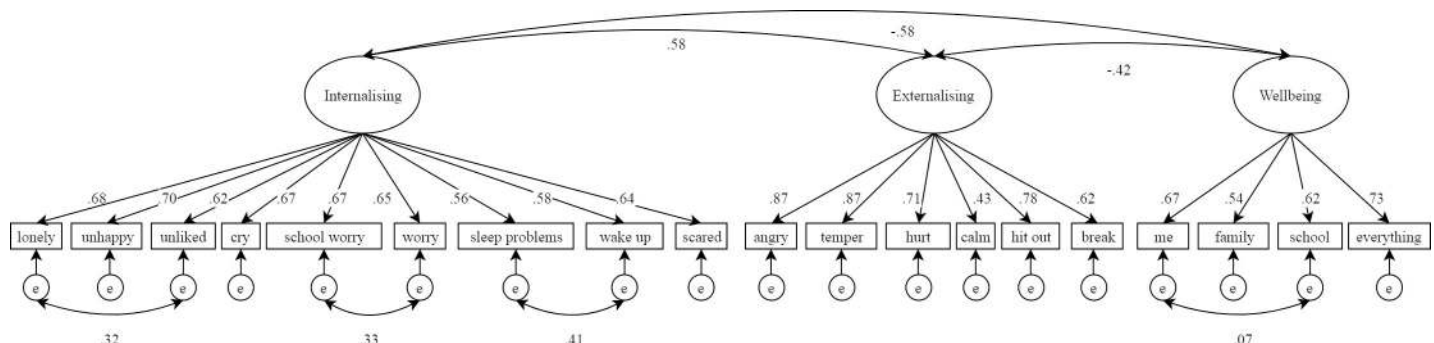 -.58
.58
-.42
Internalising Externalising Wellbeing
.68 .70 .62 .67 .67 .65 .56 .58 .64 .87 .87 .71 .43 .78 .62 .67 .54 .62 .73
lonely unhappy unliked cry school worry worry sleep problems wake up scared angry temper hurt calm hit out break me family school everything
e e e e e e e e e e e e e e e e e e e
.32 .33 .41 .07